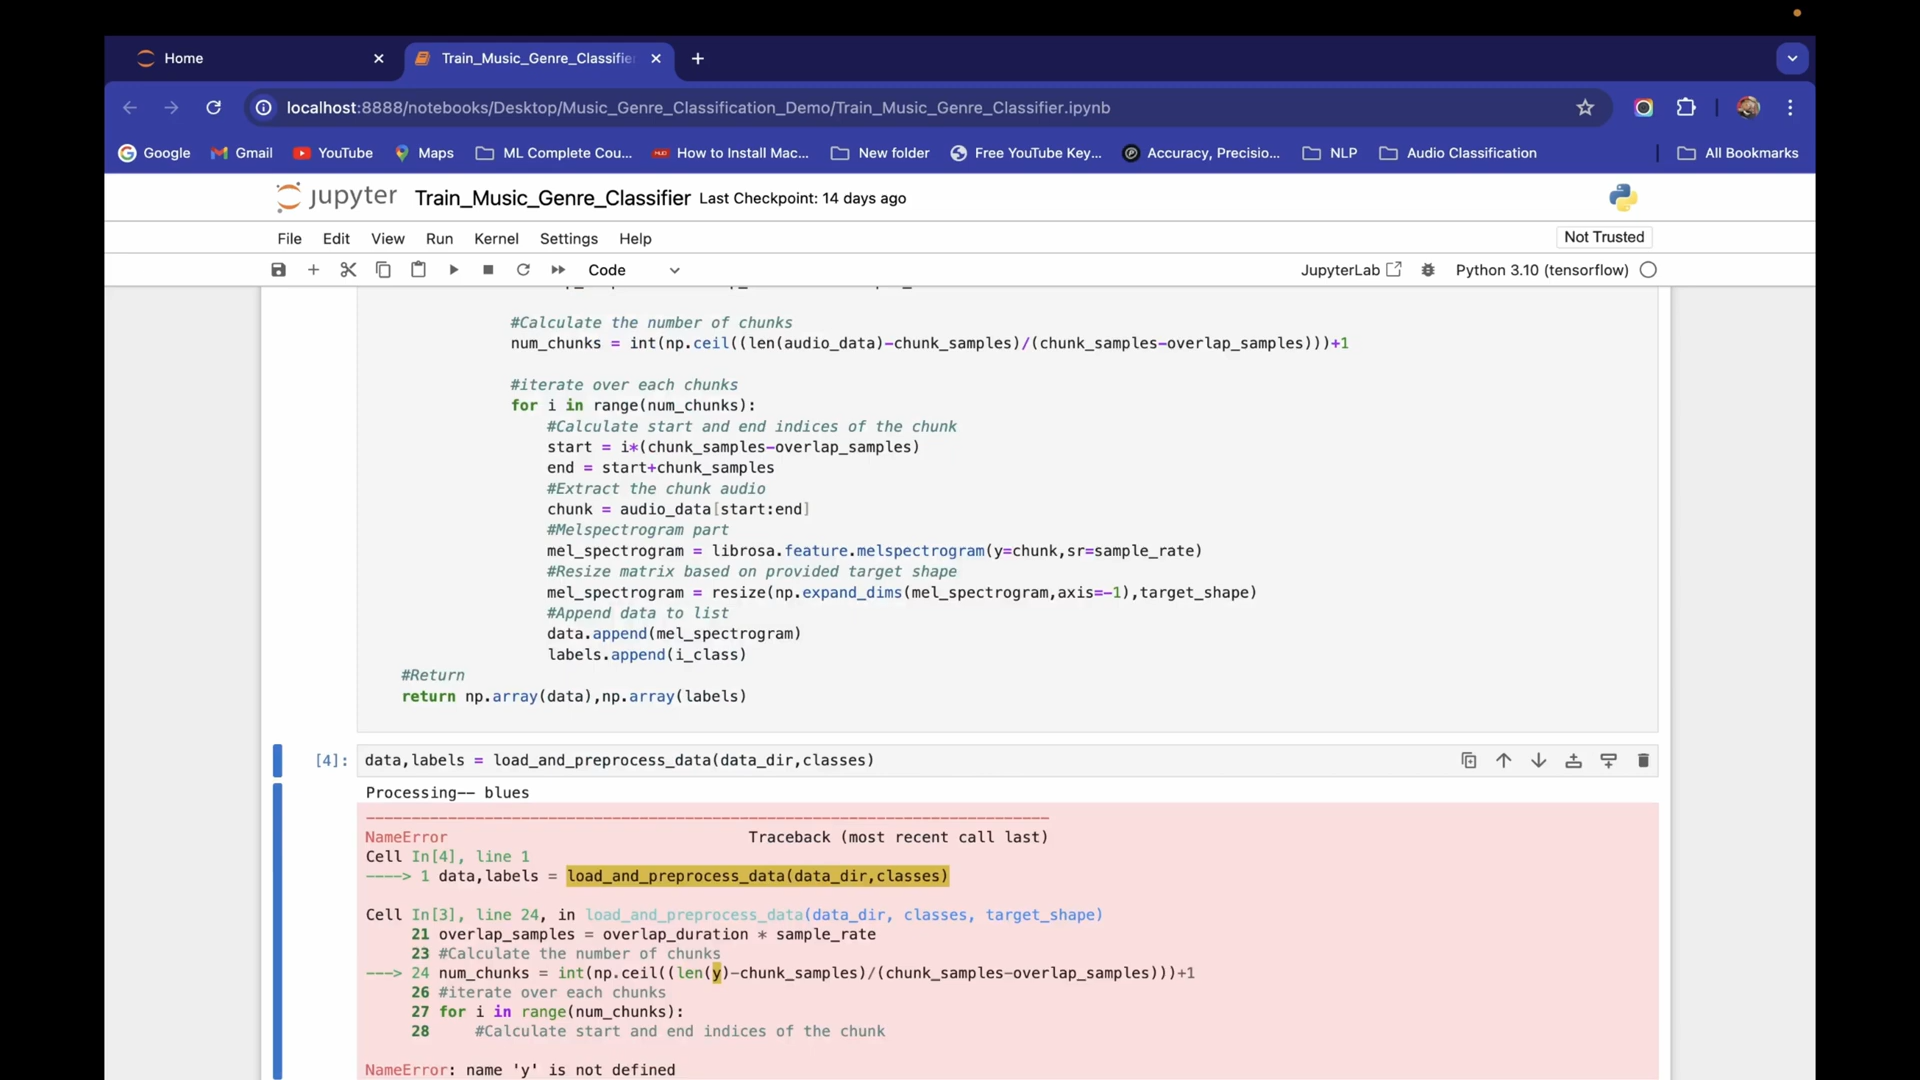 Home
Train_Music_Genre_Classifie
localhost:8888/notebooks/Desktop/Music_Genre_Classification_Demo/Train_Music_Genre_Classifier.ipynb
Google Gmail YouTube Maps ML Complete Cou... How to Install Mac... New folder Free YouTube Key... Accuracy, Precisio... NLP Audio Classification All Bookmarks
jupyter Train_Music_Genre_Classifier Last Checkpoint: 14 days ago
File Edit View Run Kernel Settings Help Not Trusted
Code JupyterLab Python 3.10 (tensorflow)
#Calculate the number of chunks
num_chunks = int(np.ceil((len(audio_data)-chunk_samples)/(chunk_samples-overlap_samples)))+1
#iterate over each chunks
for i in range(num_chunks):
#Calculate start and end indices of the chunk
start = i*(chunk_samples-overlap_samples)
end = start+chunk_samples
#Extract the chunk audio
chunk = audio_data[start:end]
#Melspectrogram part
mel_spectrogram = librosa.feature.melspectrogram(y=chunk,sr=sample_rate)
#Resize matrix based on provided target shape
mel_spectrogram = resize(np.expand_dims(mel_spectrogram,axis=-1),target_shape)
#Append data to list
data.append(mel_spectrogram)
labels.append(i_class)
#Return
return np.array(data),np.array(labels)
[4]: data,labels = load_and_preprocess_data(data_dir,classes)
Processing-- blues
---------------------------------------------------------------------------
NameError Traceback (most recent call last)
Cell In[4], line 1
----> 1 data,labels = load_and_preprocess_data(data_dir,classes)
Cell In[3], line 24, in load_and_preprocess_data(data_dir, classes, target_shape)
21 overlap_samples = overlap_duration * sample_rate
23 #Calculate the number of chunks
---> 24 num_chunks = int(np.ceil((len(y)-chunk_samples)/(chunk_samples-overlap_samples)))+1
26 #iterate over each chunks
27 for i in range(num_chunks):
28 #Calculate start and end indices of the chunk
NameError: name 'y' is not defined